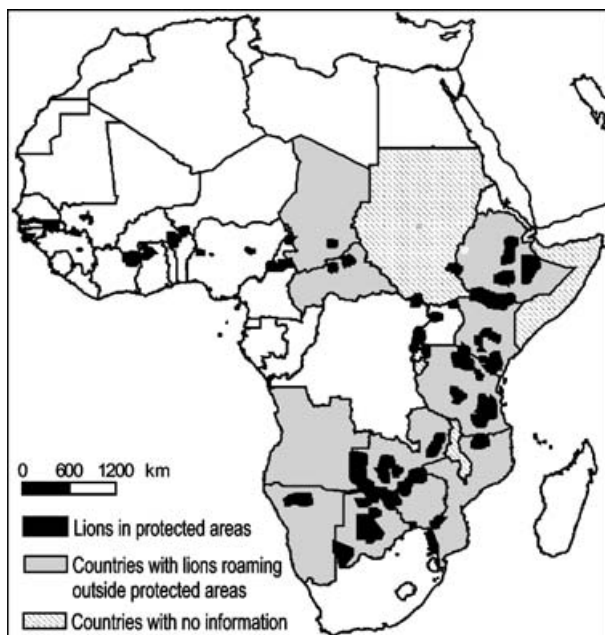 0 600 1200 km
Lions in protected areas
Countries with lions roaming
outside protected areas
Countries with no information